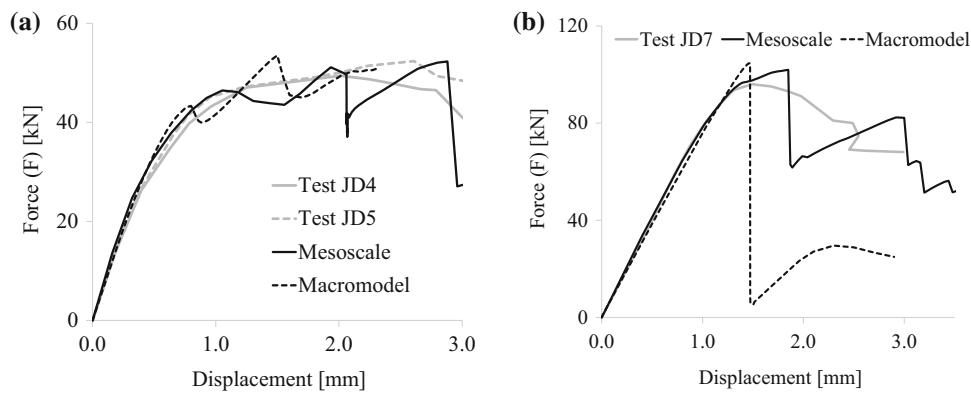 (a)
60
40
20
0
Force (F) [kN]
Test JD4
Test JD5
Mesoscale
Macromodel
0.0 1.0 2.0 3.0
Displacement [mm]
(b)
120
80
40
0
Force (F) [kN]
Test JD7 Mesoscale Macromodel
0.0 1.0 2.0 3.0
Displacement [mm]